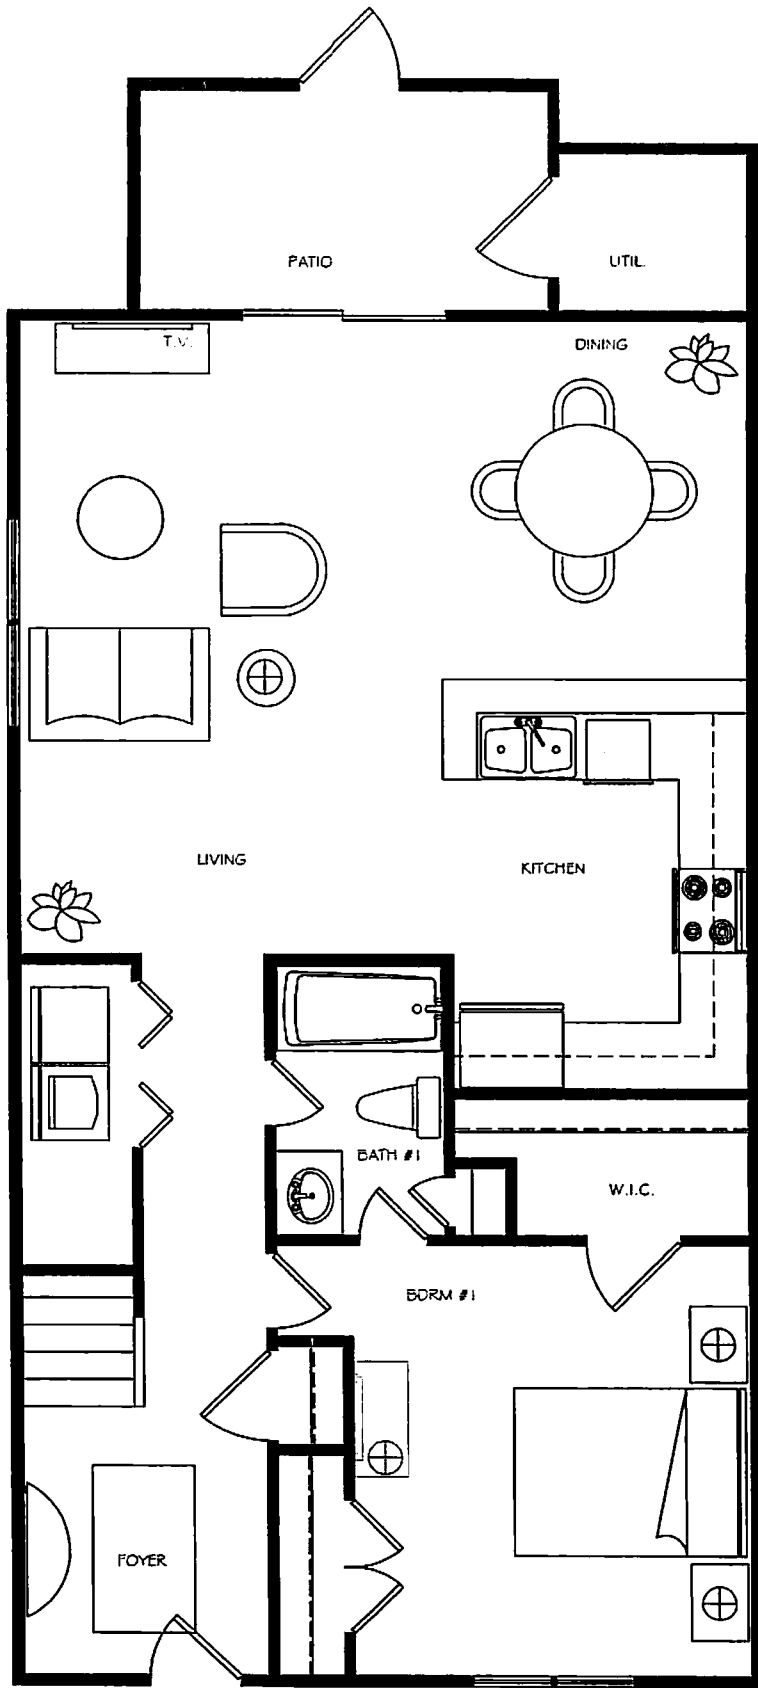 PATIO
UTIL.
T.V.
DINING
LIVING
KITCHEN
BATH #1
W.I.C.
BDRM #1
FOYER